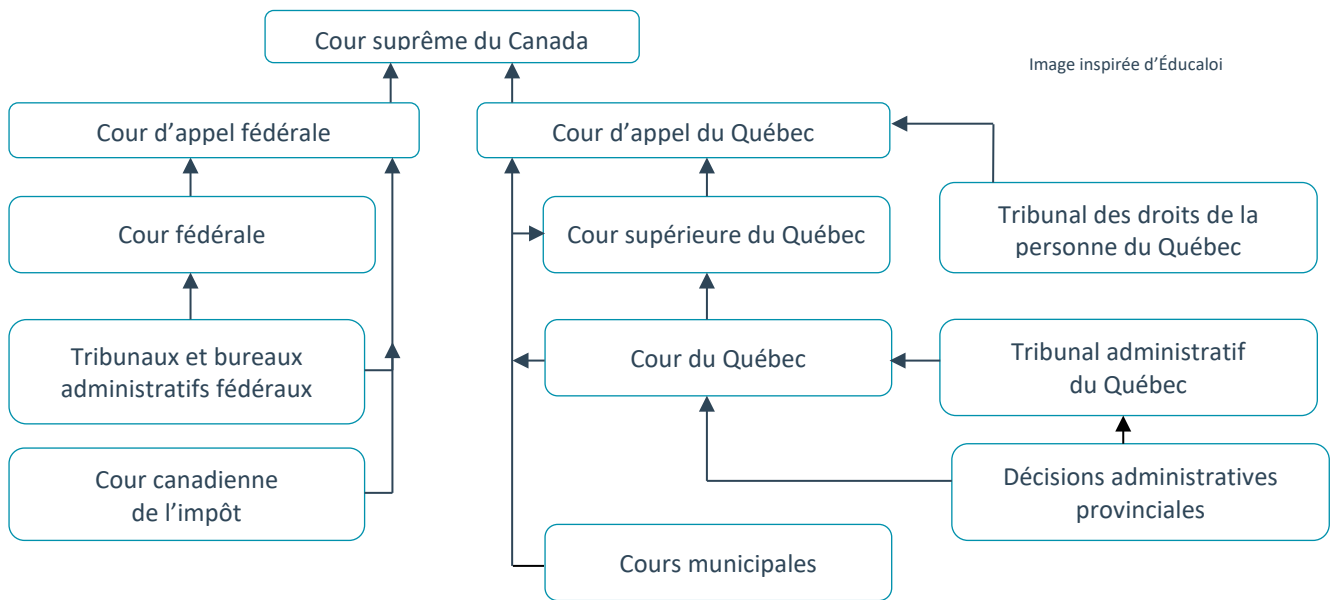 Cour suprême du Canada
Image inspirée d’Éducaloi
Cour d’appel fédérale
Cour d’appel du Québec
Cour fédérale
Cour supérieure du Québec
Tribunal des droits de la
personne du Québec
Tribunaux et bureaux
administratifs fédéraux
Cour du Québec
Tribunal administratif
du Québec
Cour canadienne
de l’impôt
Décisions administratives
provinciales
Cours municipales